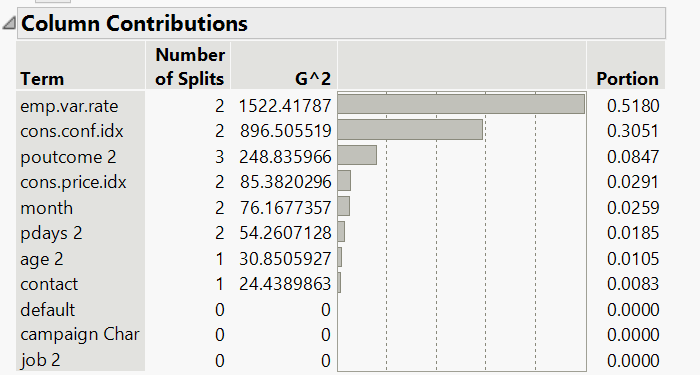 Column Contributions
Number
Term of Splits G^2 Portion
emp.var.rate 2 1522.41787 0.5180
cons.conf.idx 2 896.505519 0.3051
poutcome 2 3 248.835966 0.0847
cons.price.idx 2 85.3820296 0.0291
month 2 76.1677357 0.0259
pdays 2 2 54.2607128 0.0185
age 2 1 30.8505927 0.0105
contact 1 24.4389863 0.0083
default 0 0 0.0000
campaign Char 0 0 0.0000
job 2 0 0 0.0000